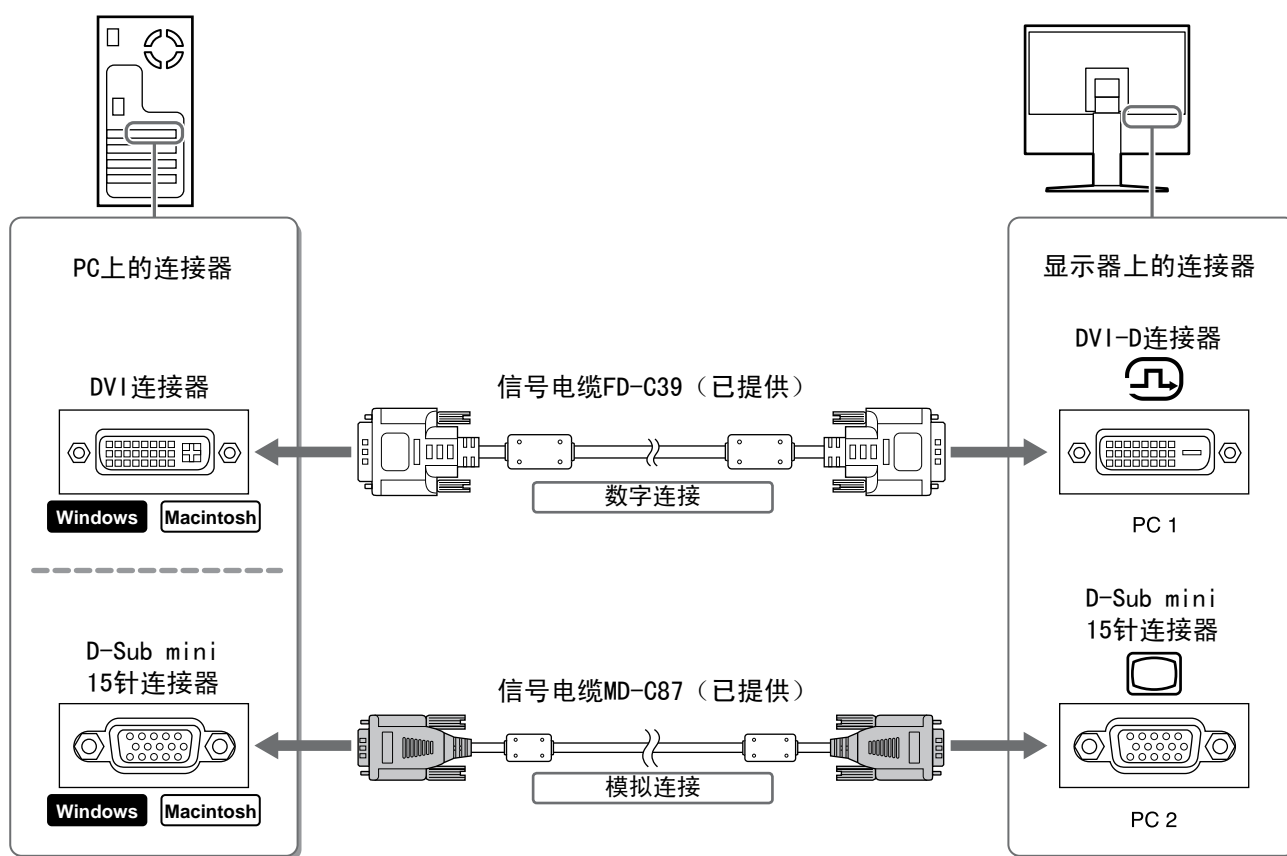 PC上的连接器
显示器上的连接器
DVI连接器
信号电缆FD-C39（已提供）
DVI-D连接器
数字连接
Windows
Macintosh
PC 1
D-Sub mini
15针连接器
信号电缆MD-C87（已提供）
D-Sub mini
15针连接器
模拟连接
Windows
Macintosh
PC 2